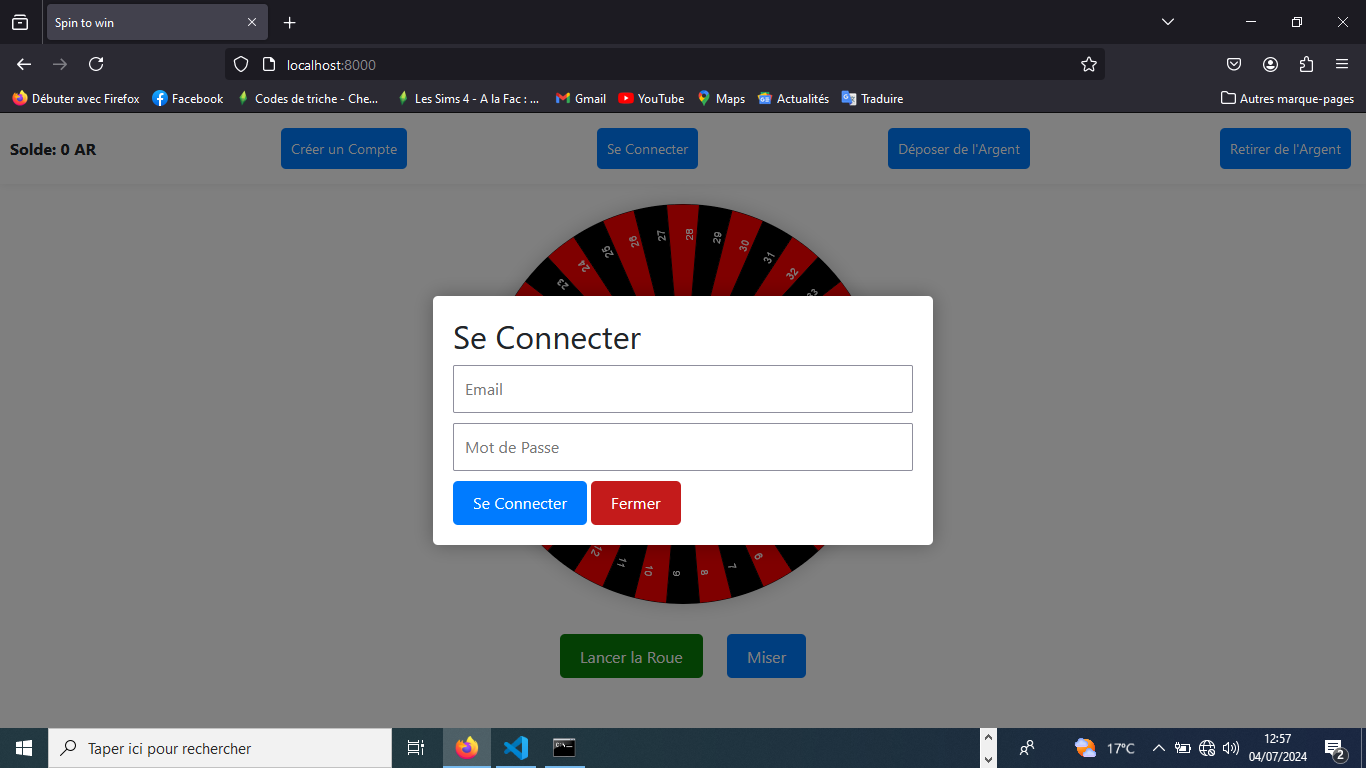 Spin to win
localhost:8000
Débuter avec Firefox Facebook Codes de triche - Che... Les Sims 4 - A la Fac : ... Gmail YouTube Maps Actualités Traduire Autres marque-pages
Solde: 0 AR Créer un Compte Se Connecter Déposer de l'Argent Retirer de l'Argent
23 24 25 26 27 28 29 30 31 32 33
Se Connecter
Email
Mot de Passe
Se Connecter Fermer
12 11 10 9 8 7 6
Lancer la Roue Miser
Taper ici pour rechercher 17°C 12:57
04/07/2024 2